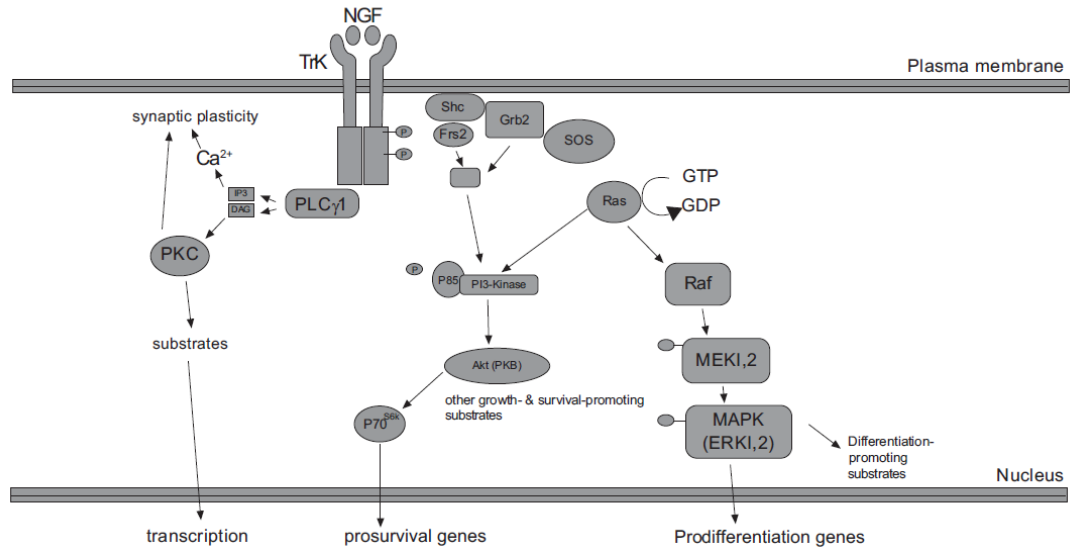 NGF
TrK
Plasma membrane
synaptic plasticity
Shc
Grb2
Frs2
SOS
P
P
Ca2+
IP3
DAG
PLCγ1
GTP
Ras
GDP
PKC
P
P85
PI3-Kinase
Raf
substrates
Akt (PKB)
MEKI,2
other growth- & survival-promoting
substrates
P70S6k
MAPK
(ERKI,2)
Differentiation-
promoting
substrates
Nucleus
transcription
prosurvival genes
Prodifferentiation genes